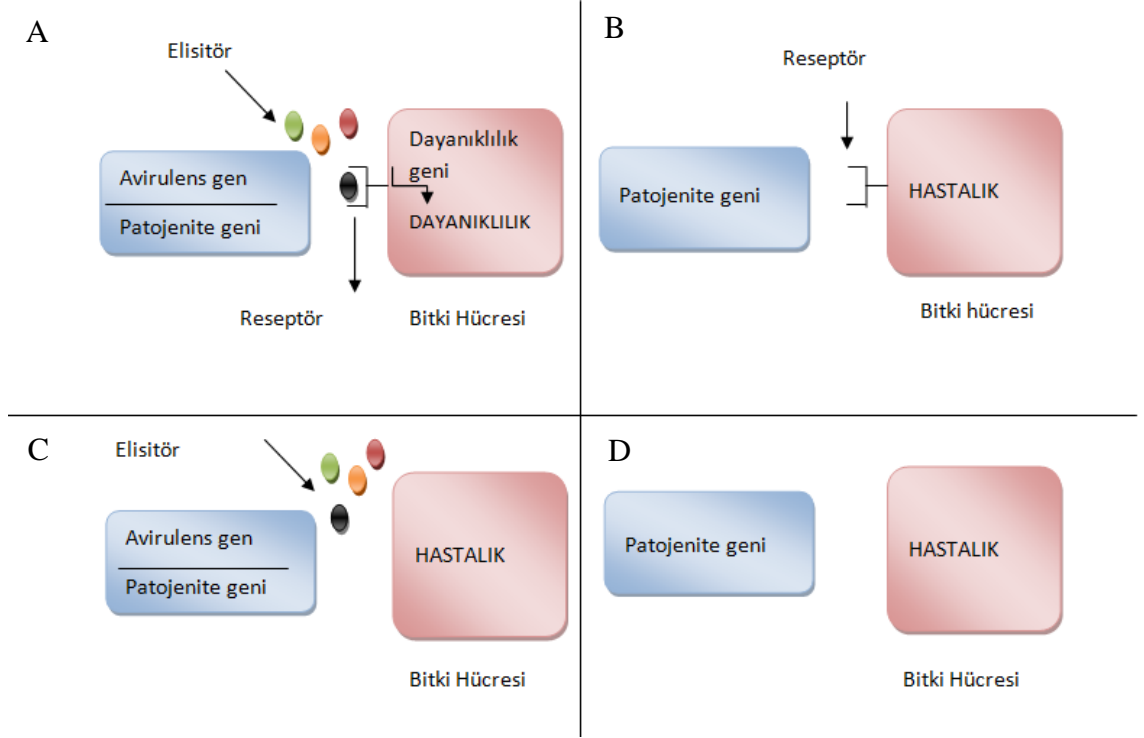 A
Elisitör
Avirulens gen
Patojenite geni
Dayanıklılık
geni
DAYANIKLILIK
Reseptör
Bitki Hücresi
B
Reseptör
Patojenite geni
HASTALIK
Bitki hücresi
C
Elisitör
Avirulens gen
Patojenite geni
HASTALIK
Bitki Hücresi
D
Patojenite geni
HASTALIK
Bitki Hücresi